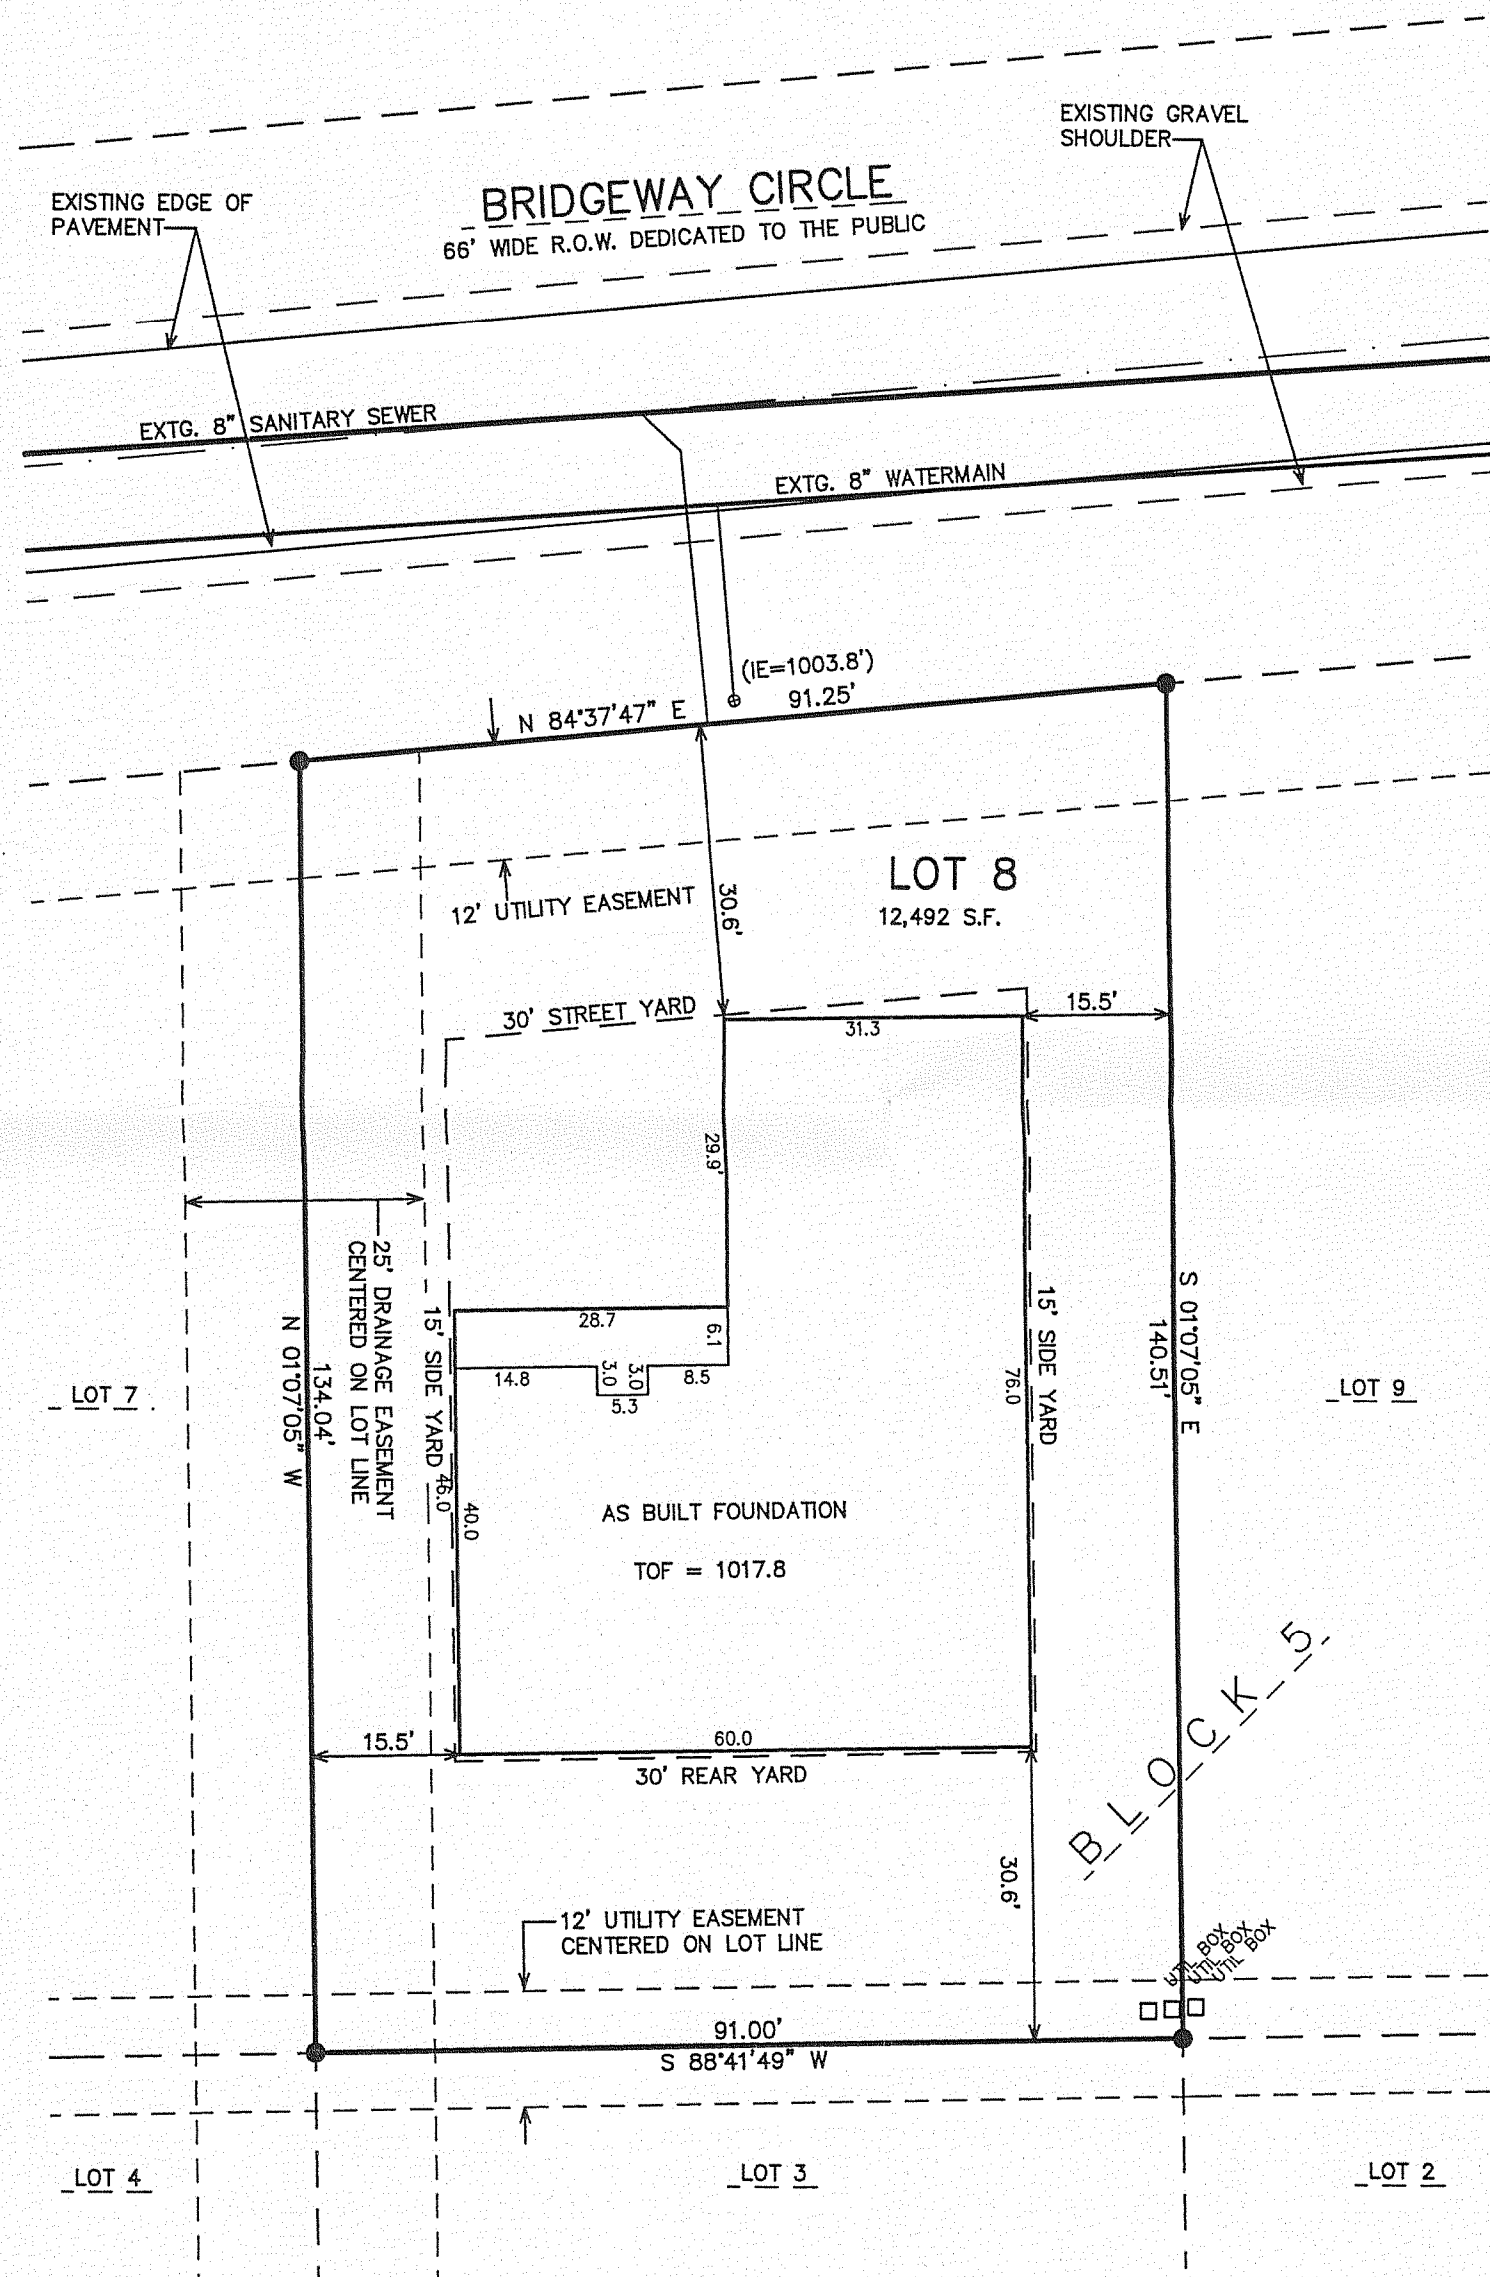 EXISTING GRAVEL
SHOULDER
EXISTING EDGE OF
PAVEMENT
BRIDGEWAY CIRCLE
66' WIDE R.O.W. DEDICATED TO THE PUBLIC
EXTG. 8" SANITARY SEWER
EXTG. 8" WATERMAIN
(IE=1003.8')
N 84°37'47" E
91.25'
LOT 8
12,492 S.F.
12' UTILITY EASEMENT
30.6'
30' STREET YARD
31.3
15.5'
29.9'
25' DRAINAGE EASEMENT
CENTERED ON LOT LINE
28.7
6.1
14.8
3.0
3.0
8.5
5.3
15' SIDE YARD
46.0
40.0
76.0
15' SIDE YARD
S 01°07'05" E
140.51'
N 01°07'05" W
134.04'
LOT 7
LOT 9
AS BUILT FOUNDATION
TOF = 1017.8
BLOCK 5
15.5'
60.0
30' REAR YARD
30.6'
12' UTILITY EASEMENT
CENTERED ON LOT LINE
UTIL BOX
UTIL BOX
UTIL BOX
91.00'
S 88°41'49" W
LOT 4
LOT 3
LOT 2